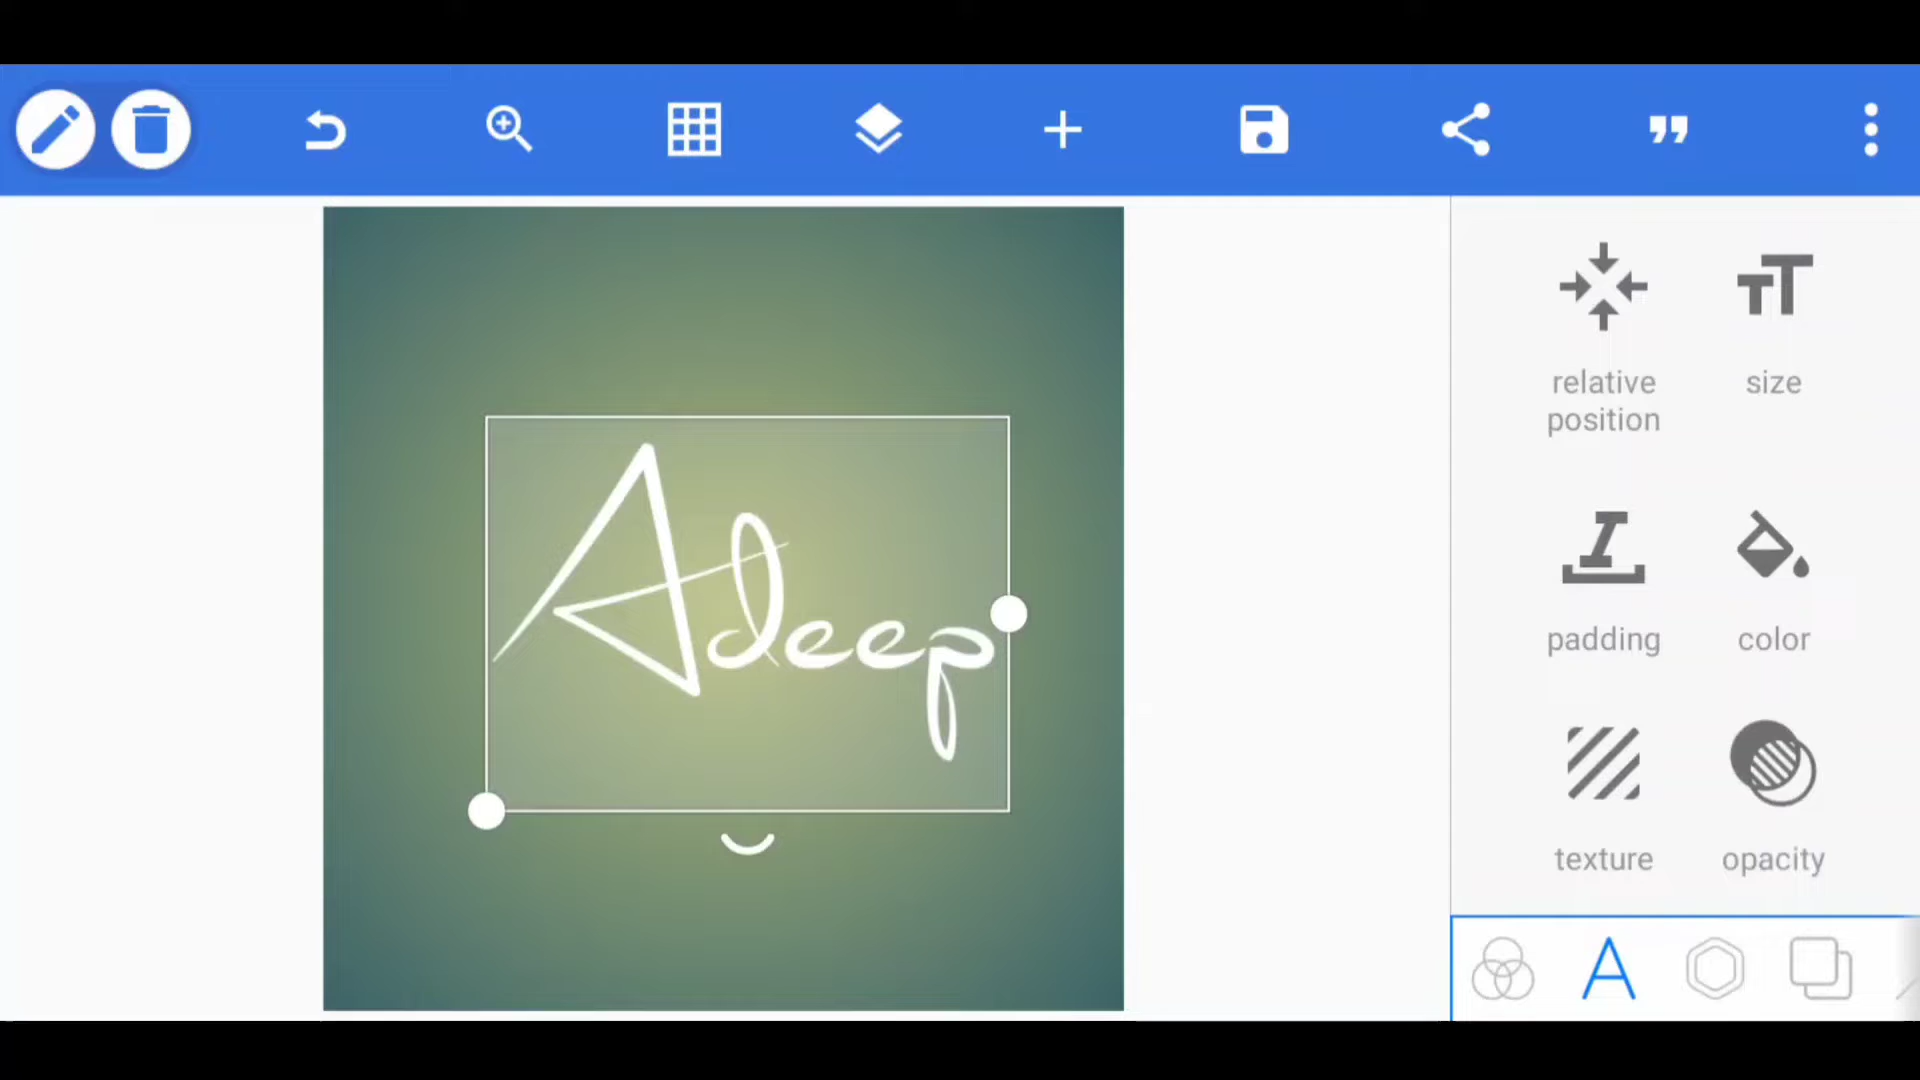 Adeep
relative
position
size
padding
color
texture
opacity